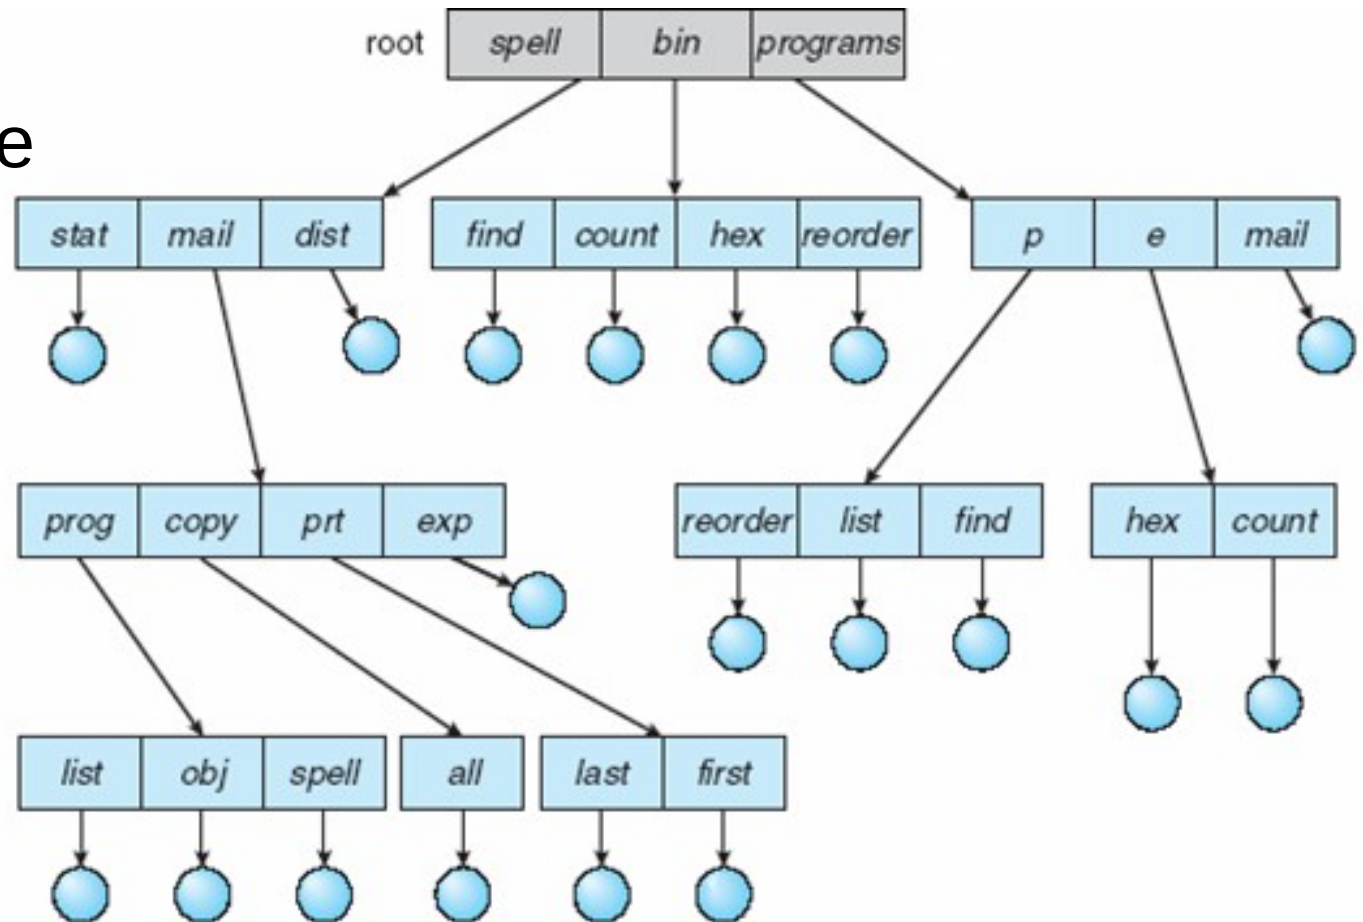 root spell bin programs
e
stat mail dist find count hex reorder p e mail
prog copy prt exp reorder list find hex count
list obj spell all last first